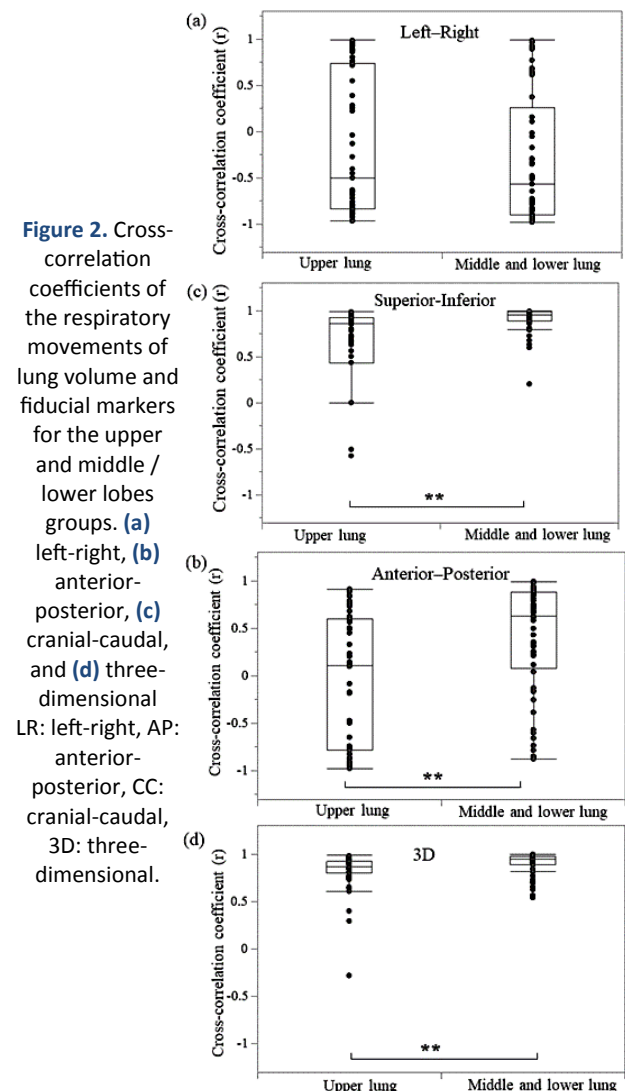 Figure 2. Cross-
correlation
coefficients of
the respiratory
movements of
lung volume and
fiducial markers
for the upper
and middle /
lower lobes
groups. (a)
left-right, (b)
anterior-
posterior, (c)
cranial-caudal,
and (d) three-
dimensional
LR: left-right, AP:
anterior-
posterior, CC:
cranial-caudal,
3D: three-
dimensional.
(a)
Left–Right
Cross-correlation coefficient (r)
1
0.5
0
-0.5
-1
Upper lung
Middle and lower lung
(c)
Superior-Inferior
Cross-correlation coefficient (r)
1
0.5
0
-0.5
-1
**
Upper lung
Middle and lower lung
(b)
Anterior–Posterior
Cross-correlation coefficient (r)
1
0.5
0
-0.5
-1
**
Upper lung
Middle and lower lung
(d)
3D
Cross-correlation coefficient (r)
1
0.5
0
-0.5
-1
**
Upper lung
Middle and lower lung